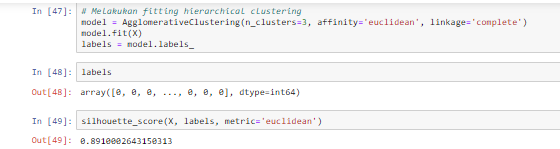 In [47]: # Melakukan fitting hierarchical clustering
model = AgglomerativeClustering(n_clusters=3, affinity='euclidean', linkage='complete')
model.fit(X)
labels = model.labels_
In [48]: labels
Out[48]: array([0, 0, 0, ..., 0, 0, 0], dtype=int64)
In [49]: silhouette_score(X, labels, metric='euclidean')
Out[49]: 0.8910002643150313